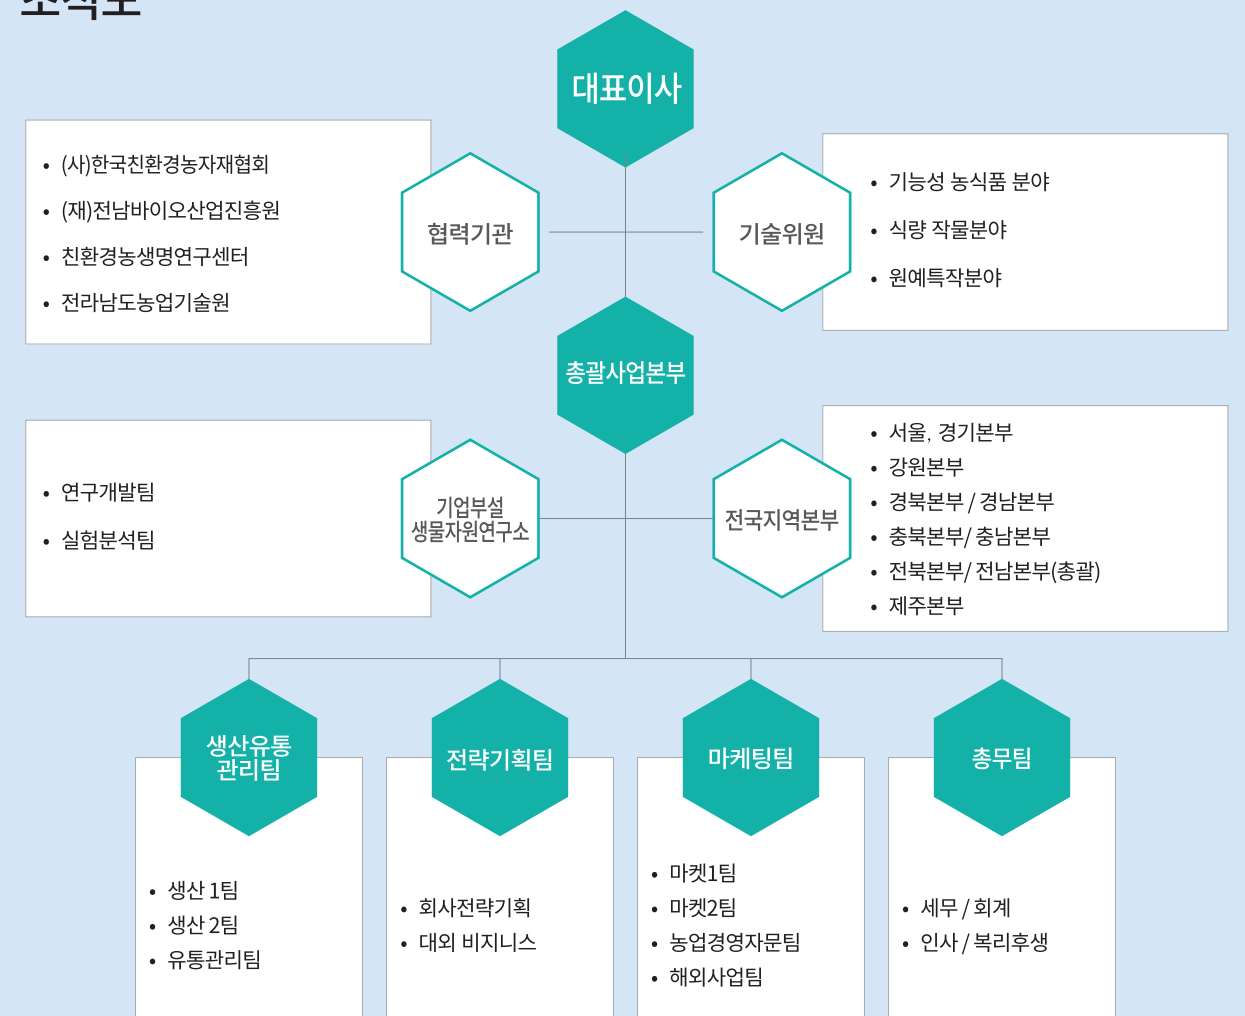 조직도
대표이사
• (사)한국친환경농자재협회
• (재)전남바이오산업진흥원
• 친환경농생명연구센터
• 전라남도농업기술원
협력기관
기술위원
• 기능성 농식품 분야
• 식량 작물분야
• 원예특작분야
총괄사업본부
• 연구개발팀
• 실험분석팀
기업부설
생물자원연구소
전국지역본부
• 서울, 경기본부
• 강원본부
• 경북본부 / 경남본부
• 충북본부/ 충남본부
• 전북본부/ 전남본부(총괄)
• 제주본부
생산유통
관리팀
• 생산 1팀
• 생산 2팀
• 유통관리팀
전략기획팀
• 회사전략기획
• 대외 비지니스
마케팅팀
• 마켓1팀
• 마켓2팀
• 농업경영자문팀
• 해외사업팀
총무팀
• 세무 / 회계
• 인사 / 복리후생